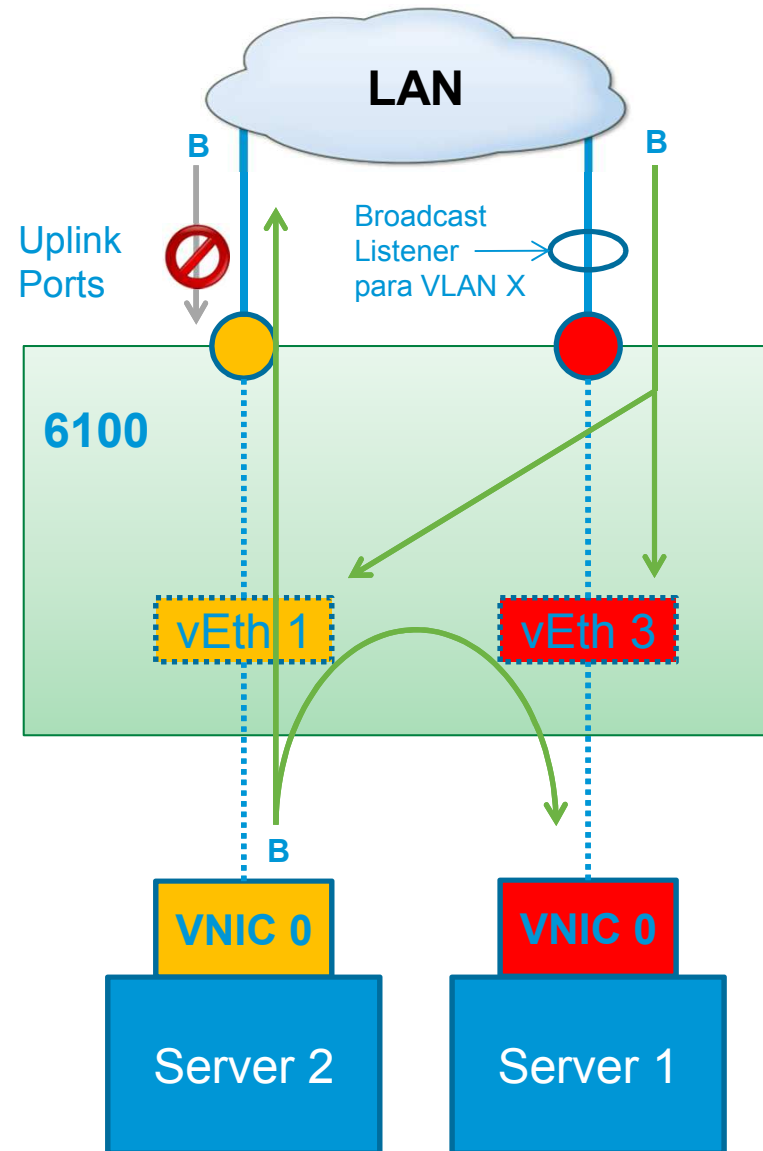 LAN
B
B
Uplink
Ports
Broadcast
Listener
para VLAN X
6100
vEth 1
vEth 3
B
VNIC 0
VNIC 0
Server 2
Server 1